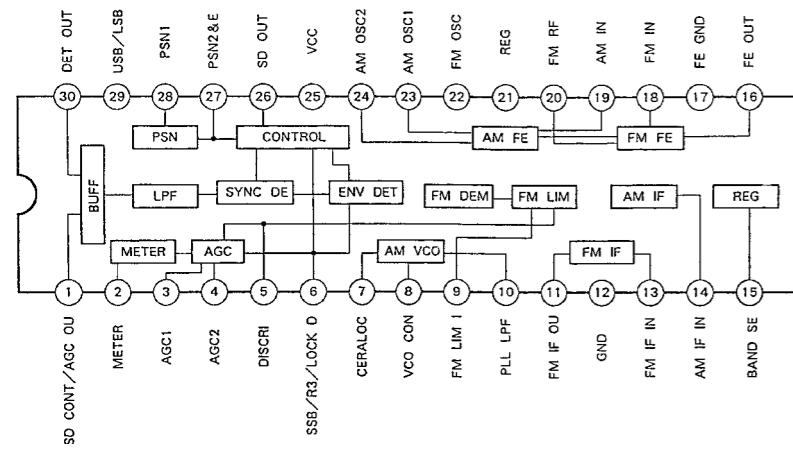 DET OUT
USB/LSB
PSN1
PSN2&E
SD OUT
VCC
AM OSC2
AM OSC1
FM OSC
REG
FM RF
AM IN
FM IN
FE GND
FE OUT
30
29
28
27
26
25
24
23
22
21
20
19
18
17
16
PSN
CONTROL
AM FE
FM FE
BUFF
LPF
SYNC DE
ENV DET
FM DEM
FM LIM
AM IF
REG
METER
AGC
AM VCO
FM IF
1
2
3
4
5
6
7
8
9
10
11
12
13
14
15
SD CONT/AGC OU
METER
AGC1
AGC2
DISCRI
SSB/R3/LOCK D
CERALOC
VCO CON
FM LIM I
PLL LPF
FM IF OU
GND
FM IF IN
AM IF IN
BAND SE